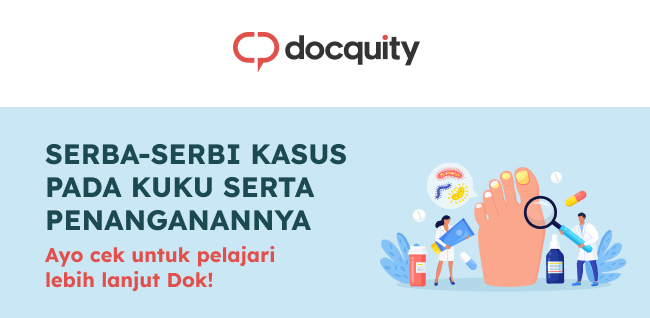 docquity
SERBA-SERBI KASUS
PADA KUKU SERTA
PENANGANANNYA
Ayo cek untuk pelajari
lebih lanjut Dok!